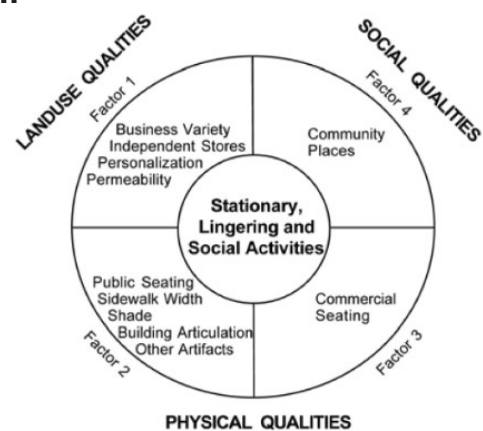 LANDUSE QUALITIES
Factor 1
Business Variety
Independent Stores
Personalization
Permeability
SOCIAL QUALITIES
Factor 4
Community
Places
Stationary,
Lingering and
Social Activities
Public Seating
Sidewalk Width
Shade
Building Articulation
Other Artifacts
Factor 2
Commercial
Seating
Factor 3
PHYSICAL QUALITIES